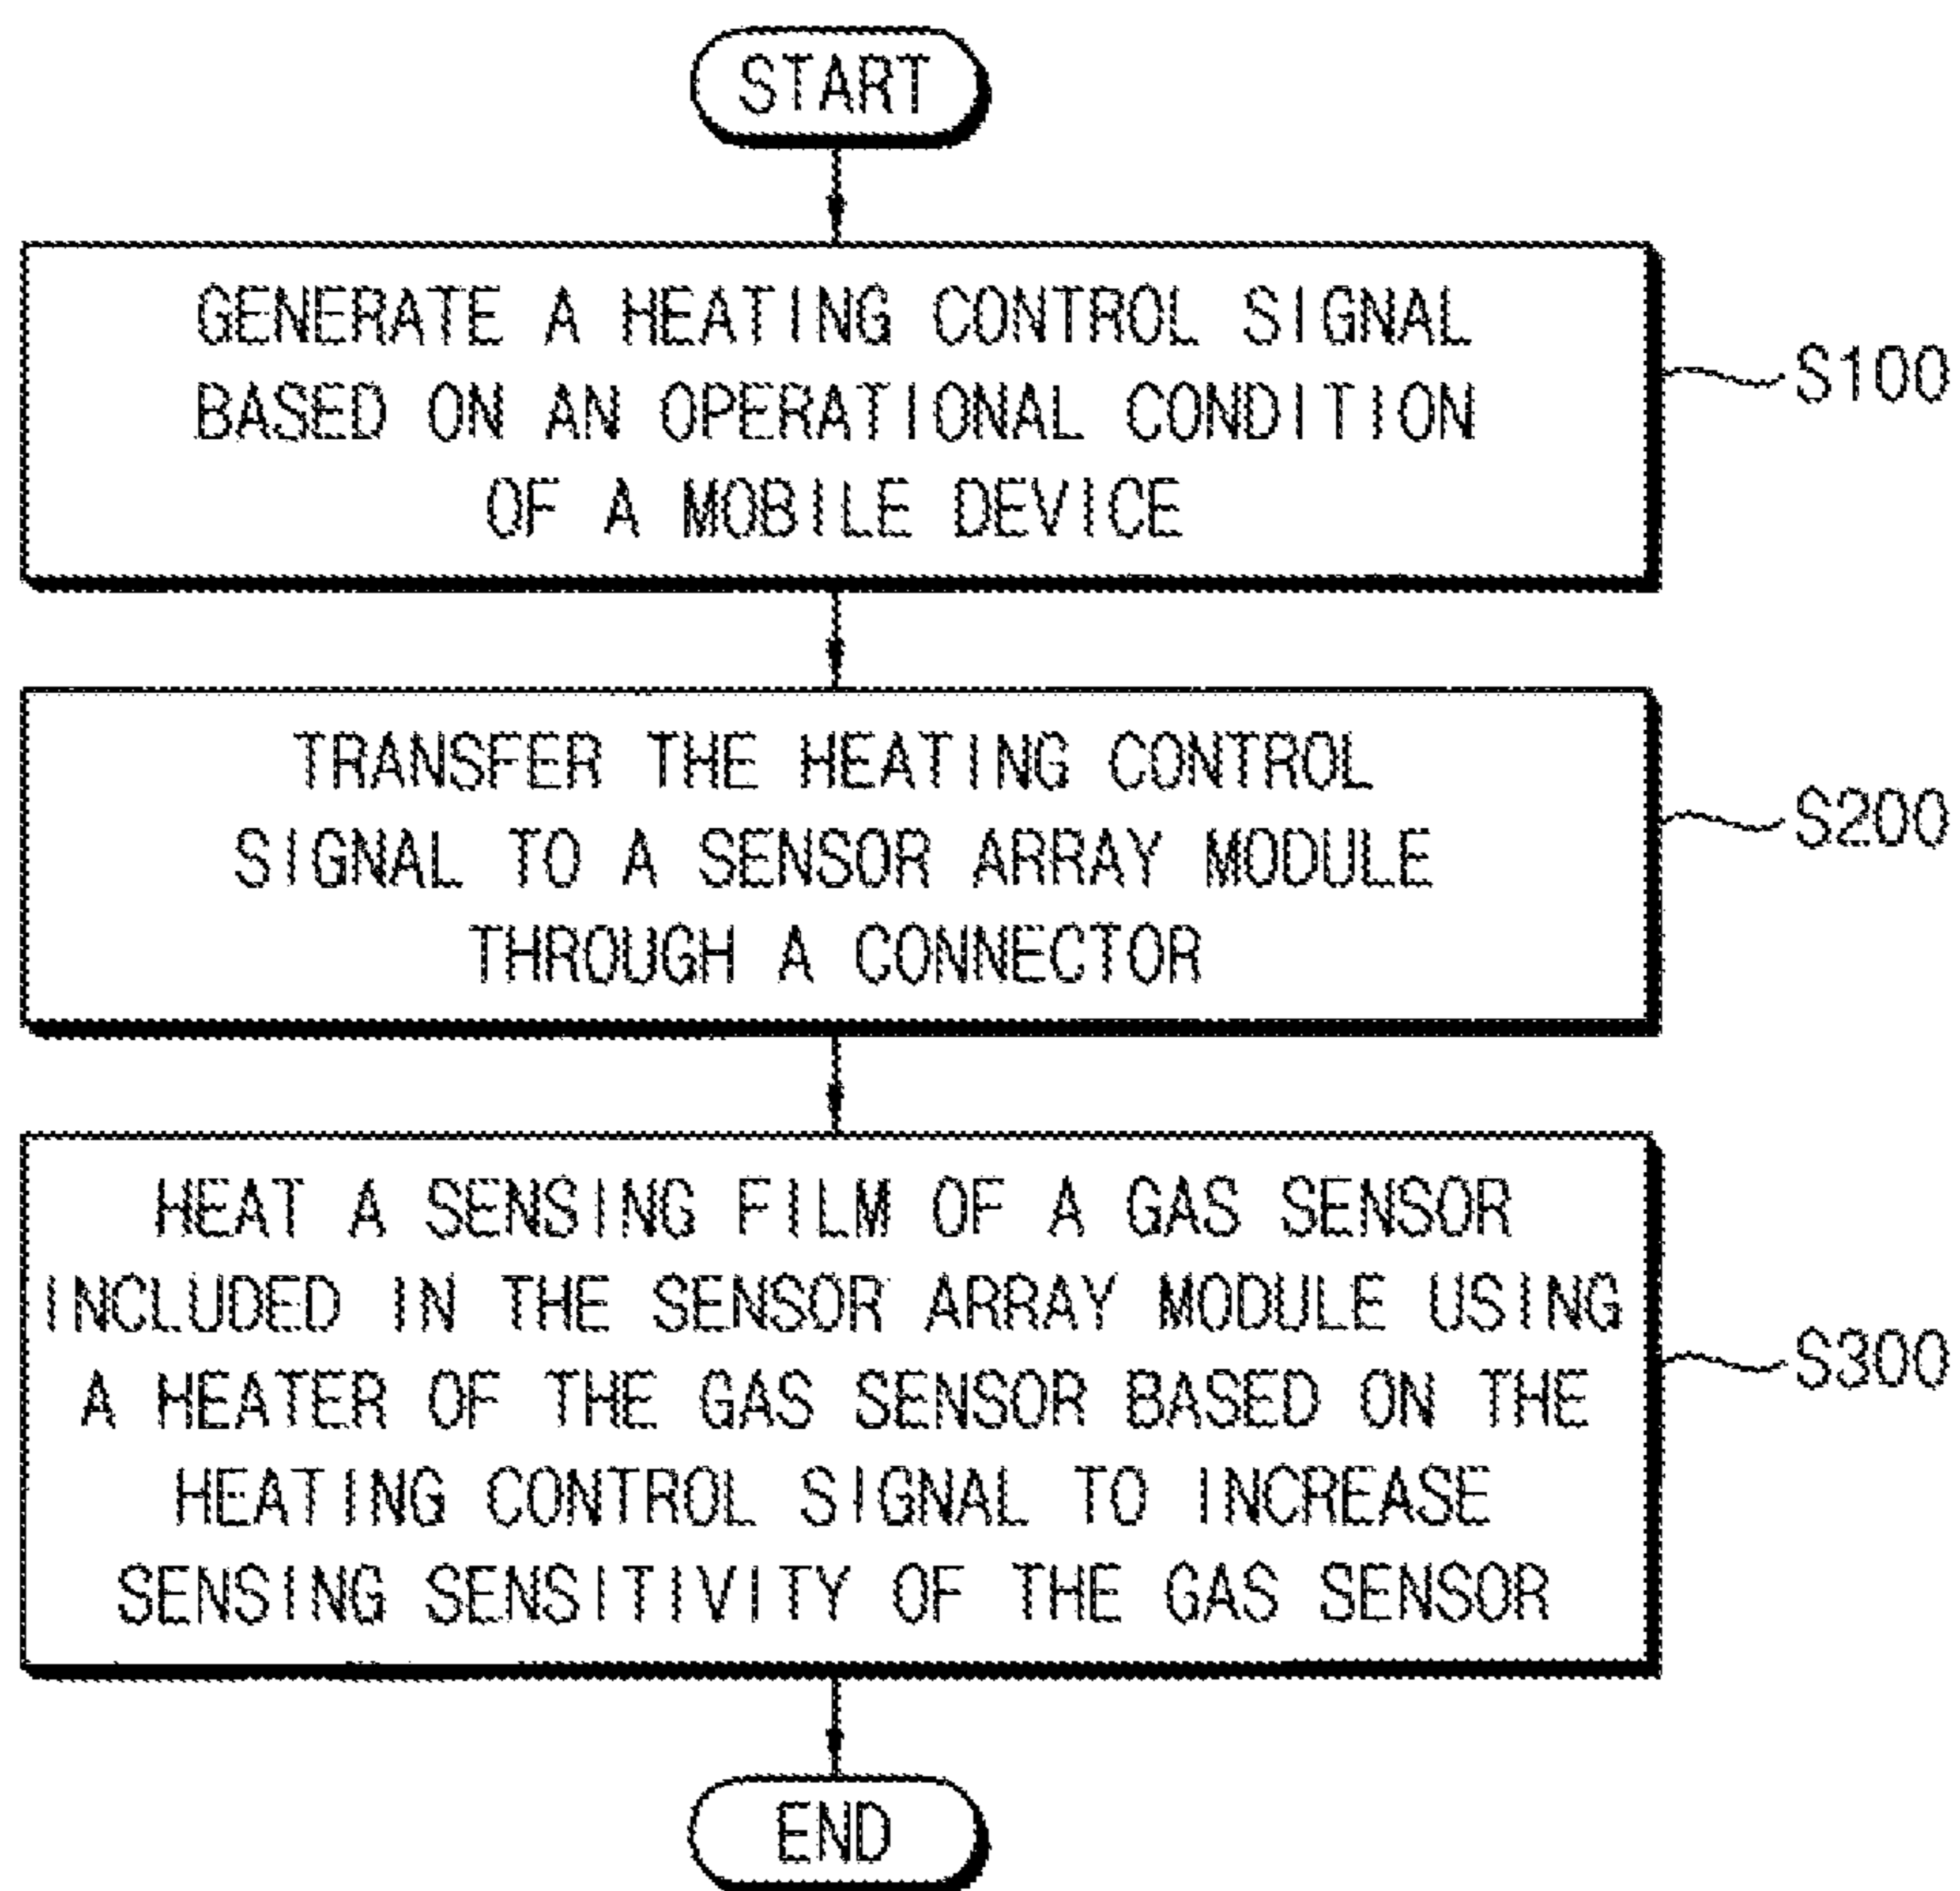 START
GENERATE A HEATING CONTROL SIGNAL
BASED ON AN OPERATIONAL CONDITION
OF A MOBILE DEVICE
S100
TRANSFER THE HEATING CONTROL
SIGNAL TO A SENSOR ARRAY MODULE
THROUGH A CONNECTOR
S200
HEAT A SENSING FILM OF A GAS SENSOR
INCLUDED IN THE SENSOR ARRAY MODULE USING
A HEATER OF THE GAS SENSOR BASED ON THE
HEATING CONTROL SIGNAL TO INCREASE
SENSING SENSITIVITY OF THE GAS SENSOR
S300
END